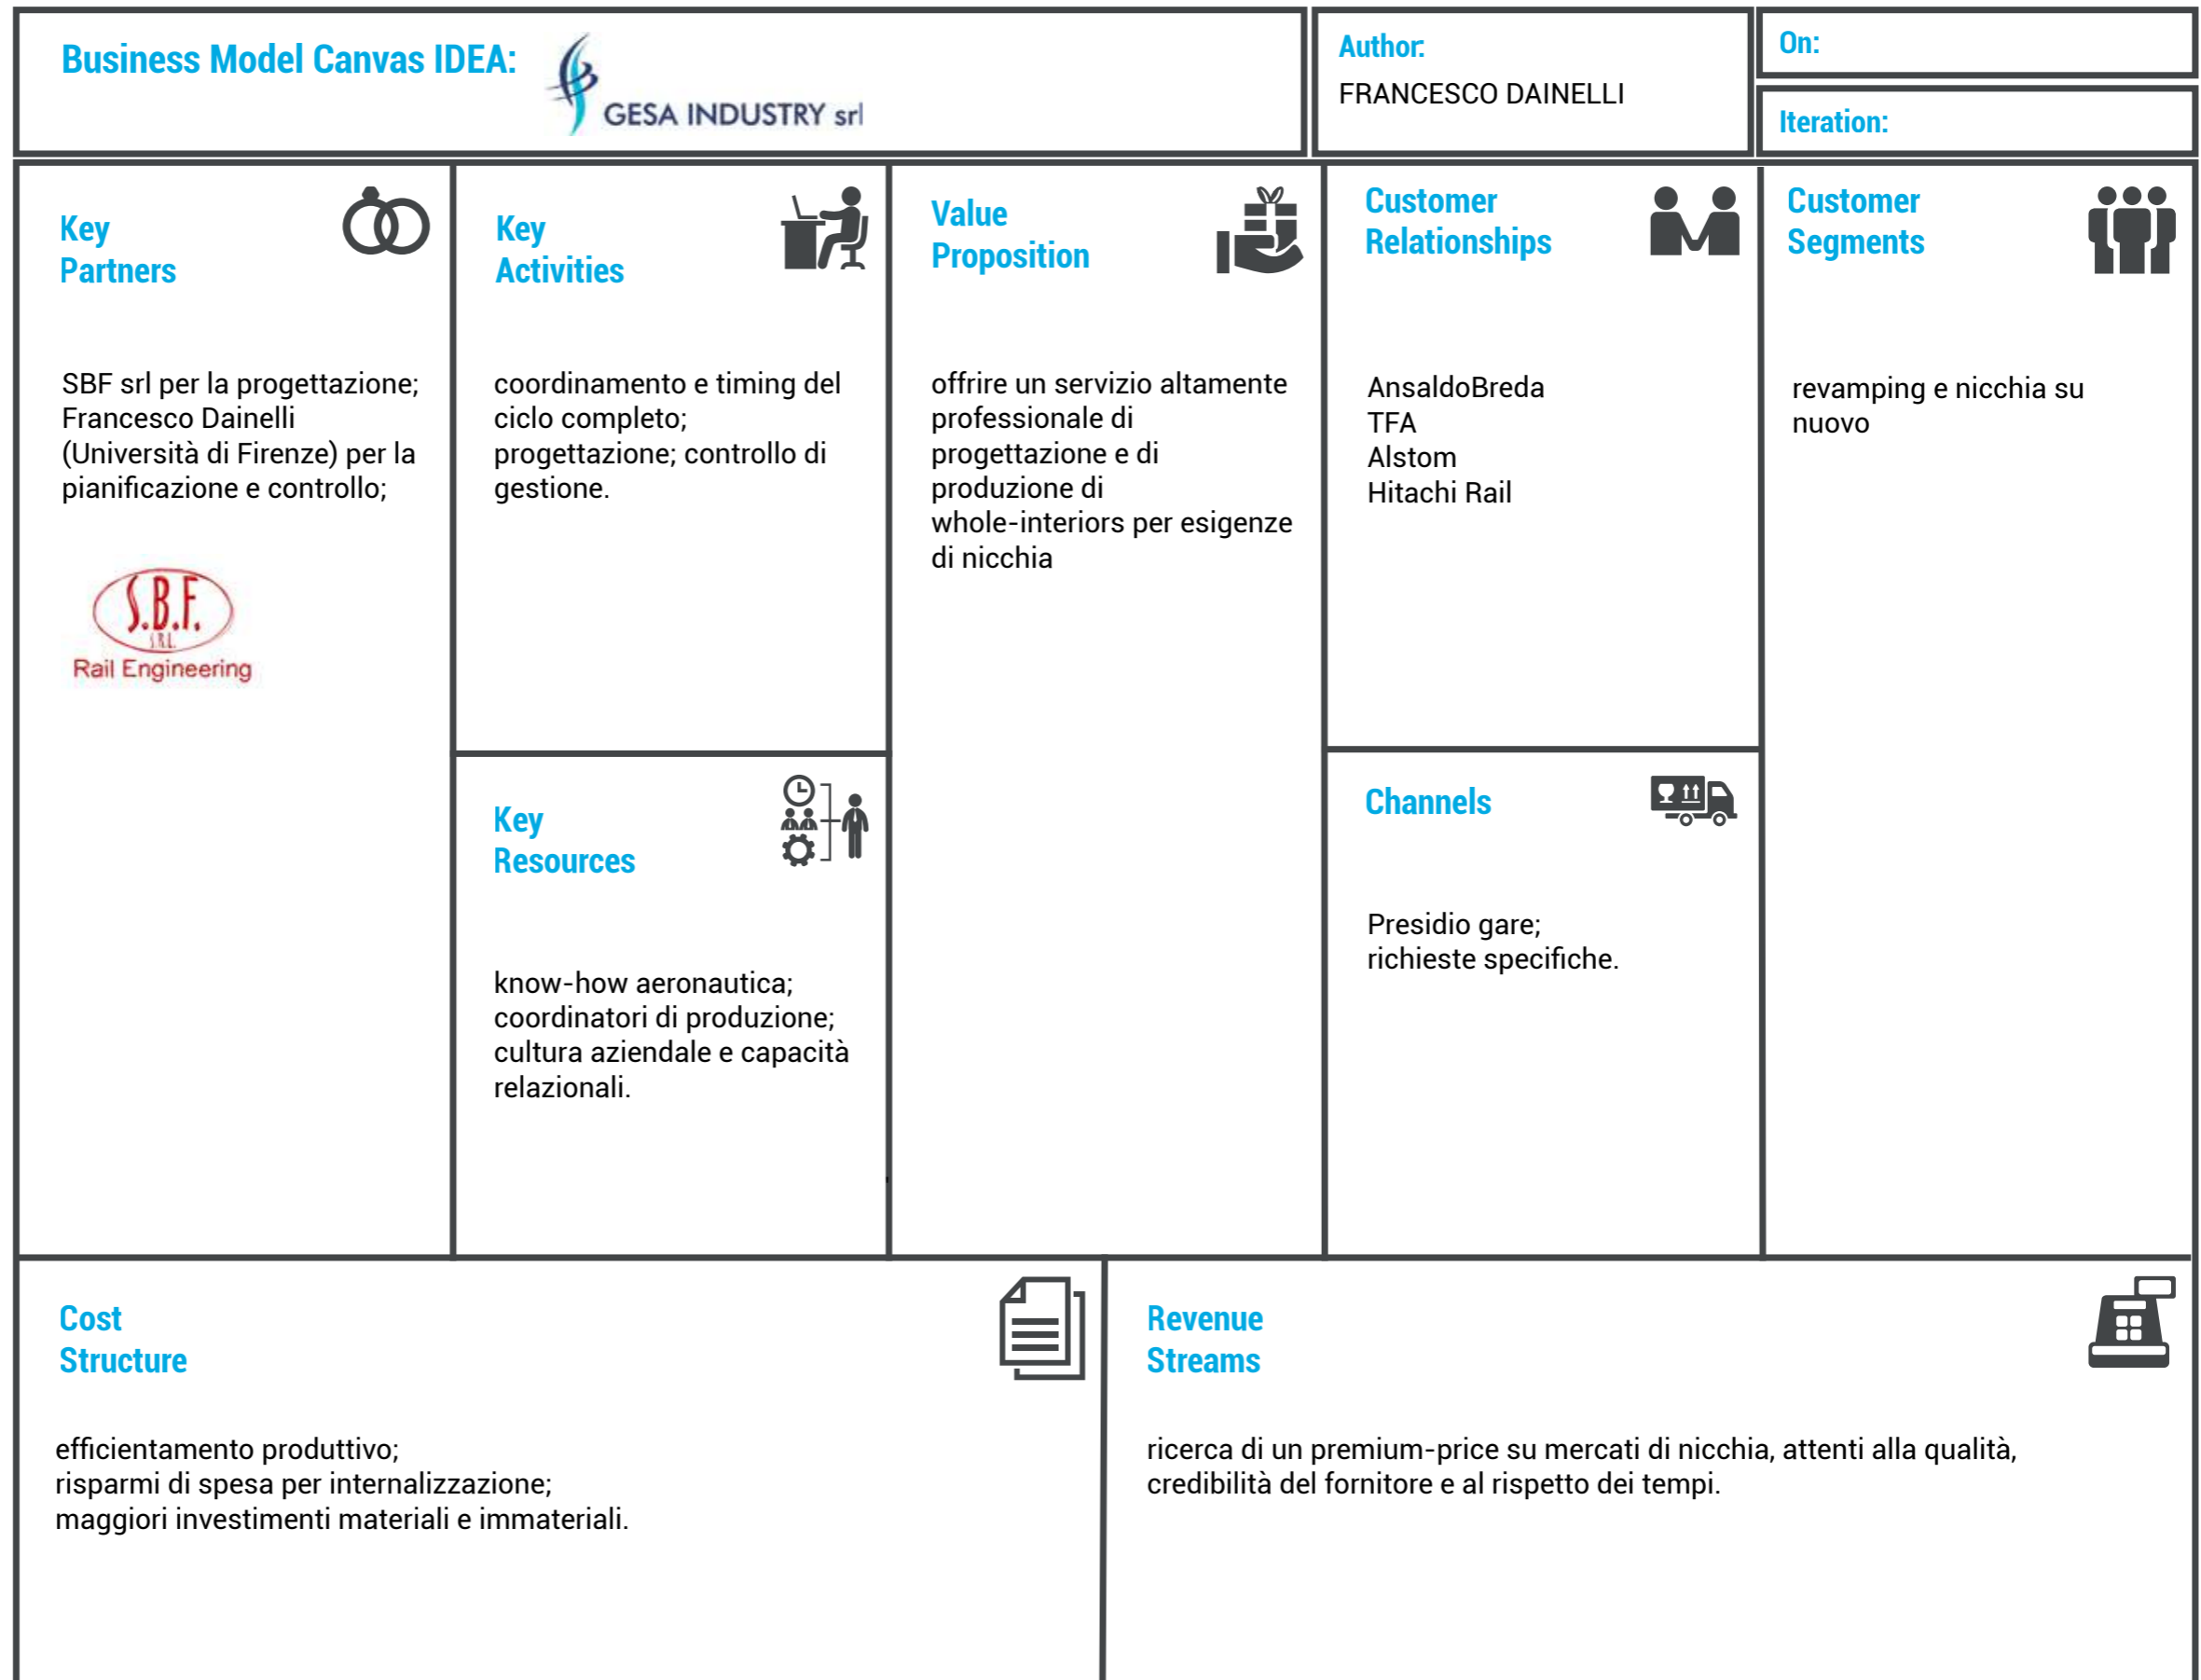 Business Model Canvas IDEA:
GESA INDUSTRY srl
Author:
FRANCESCO DAINELLI
On:
Iteration:
Key
Partners
SBF srl per la progettazione;
Francesco Dainelli
(Università di Firenze) per la
pianificazione e controllo;
S.B.F.
S.R.L.
Rail Engineering
Key
Activities
coordinamento e timing del
ciclo completo;
progettazione; controllo di
gestione.
Key
Resources
know-how aeronautica;
coordinatori di produzione;
cultura aziendale e capacità
relazionali.
Value
Proposition
offrire un servizio altamente
professionale di
progettazione e di
produzione di
whole-interiors per esigenze
di nicchia
Customer
Relationships
AnsaldoBreda
TFA
Alstom
Hitachi Rail
Channels
Presidio gare;
richieste specifiche.
Customer
Segments
revamping e nicchia su
nuovo
Cost
Structure
efficientamento produttivo;
risparmi di spesa per internalizzazione;
maggiori investimenti materiali e immateriali.
Revenue
Streams
ricerca di un premium-price su mercati di nicchia, attenti alla qualità,
credibilità del fornitore e al rispetto dei tempi.